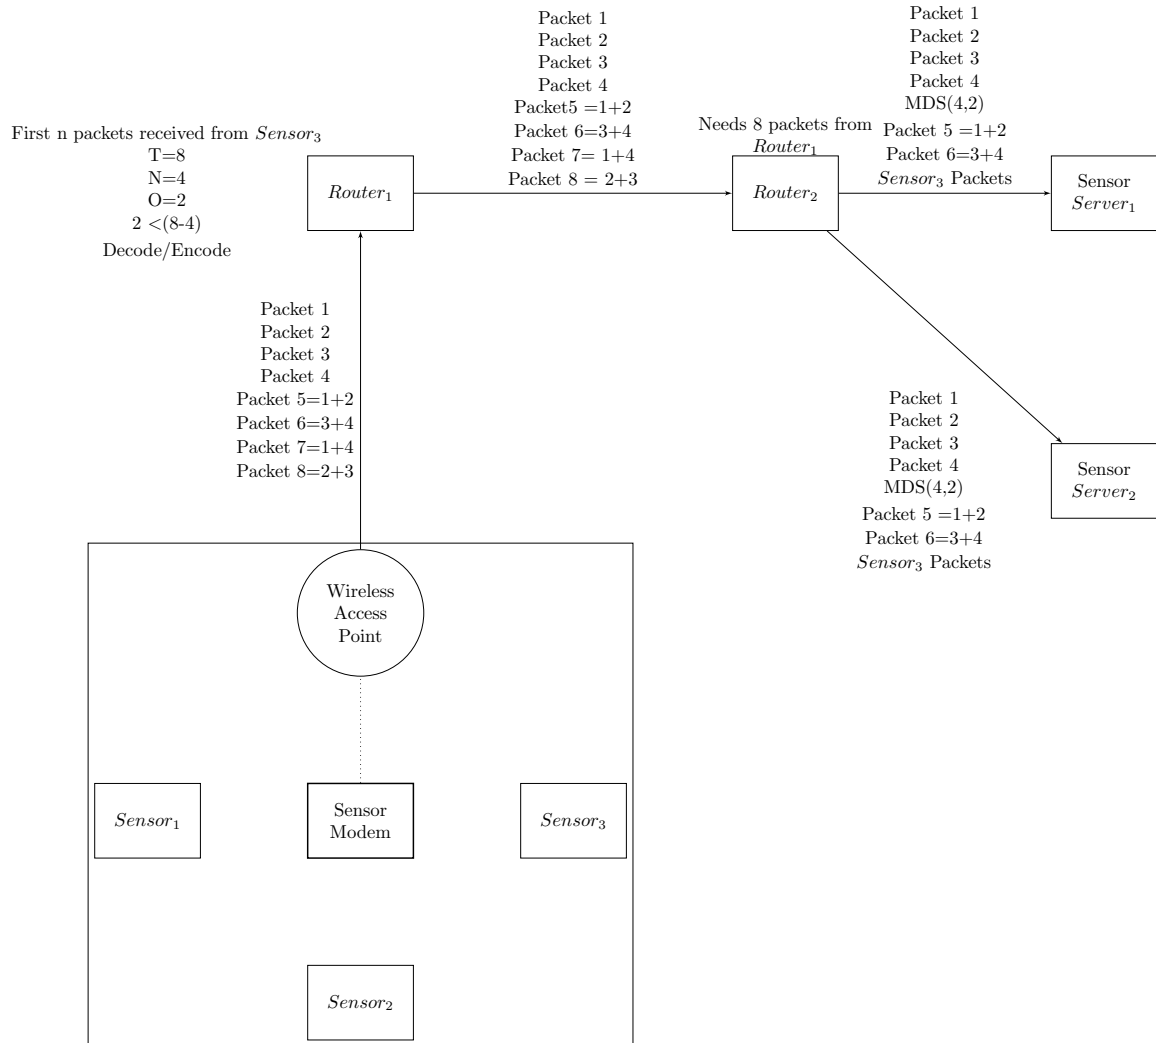 Packet 1
Packet 2
Packet 3
Packet 4
Packet5 =1+2
Packet 6=3+4
Packet 7= 1+4
Packet 8 = 2+3
Packet 1
Packet 2
Packet 3
Packet 4
MDS(4,2)
Packet 5 =1+2
Packet 6=3+4
Sensor₃ Packets
First n packets received from Sensor₃
T=8
N=4
O=2
2 <(8-4)
Decode/Encode
Needs 8 packets from
Router₁
Router₁
Router₂
Sensor
Server₁
Packet 1
Packet 2
Packet 3
Packet 4
Packet 5=1+2
Packet 6=3+4
Packet 7=1+4
Packet 8=2+3
Packet 1
Packet 2
Packet 3
Packet 4
MDS(4,2)
Packet 5 =1+2
Packet 6=3+4
Sensor₃ Packets
Sensor
Server₂
Wireless
Access
Point
Sensor₁
Sensor
Modem
Sensor₃
Sensor₂